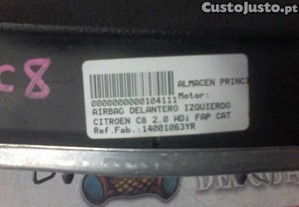 CustoJusto.pt
C8
ALMACEN PRINCI
0000000000104111 Motor:
AIRBAG DELANTERO IZQUIERDO
CITROEN C8 2.0 HDi FAP CAT
Ref.Fab.:14001063YR